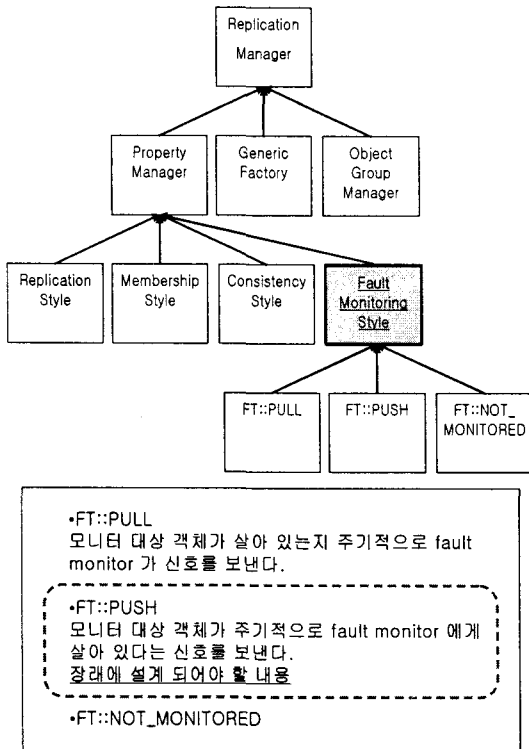 Replication
Manager
Property
Manager
Generic
Factory
Object
Group
Manager
Replication
Style
Membership
Style
Consistency
Style
Fault
Monitoring
Style
FT::PULL
FT::PUSH
FT::NOT_
MONITORED
•FT::PULL
모니터 대상 객체가 살아 있는지 주기적으로 fault
monitor 가 신호를 보낸다.
•FT::PUSH
모니터 대상 객체가 주기적으로 fault monitor 에게
살아 있다는 신호를 보낸다.
장래에 설계 되어야 할 내용
•FT::NOT_MONITORED